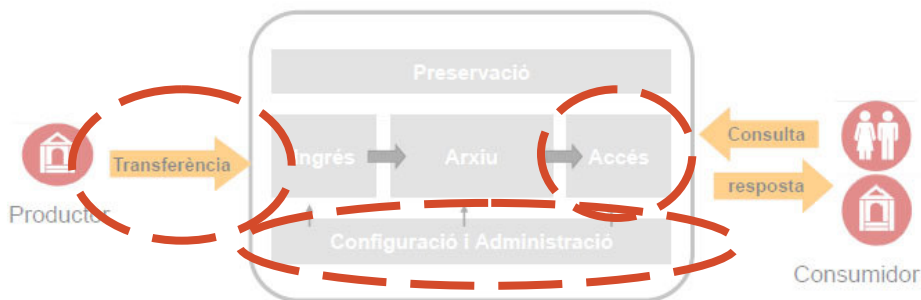 Preservació
Ingrés
Arxiu
Accés
Transferència
Productor
Consulta
resposta
Configuració i Administració
Consumidor